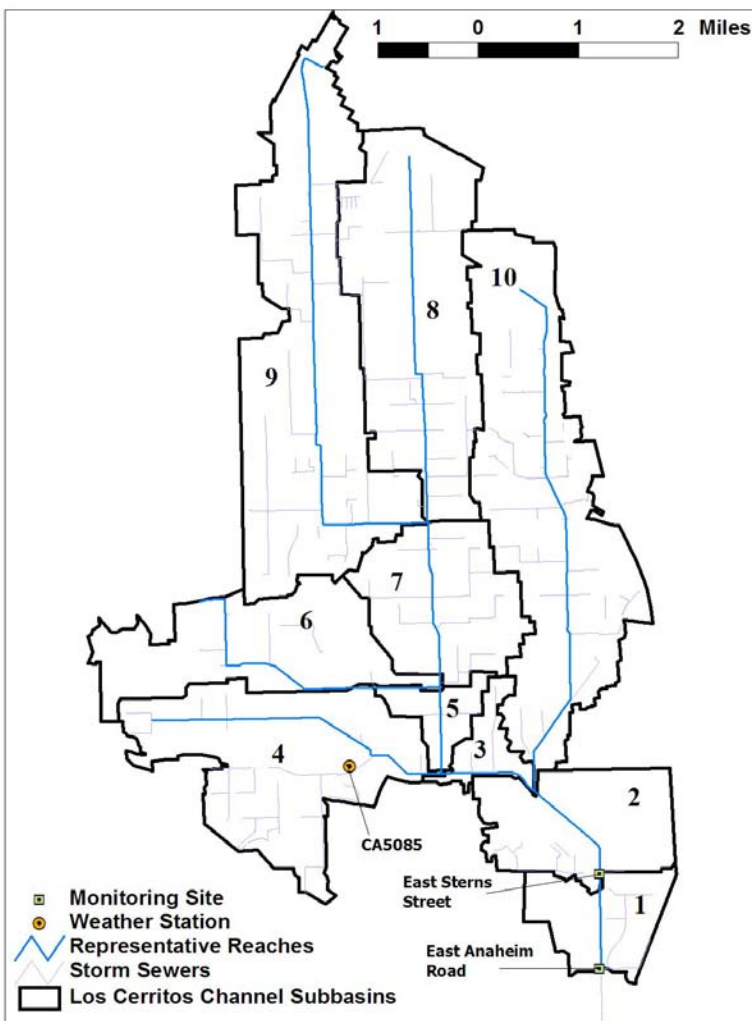 1 0 1 2 Miles
10
8
9
7
6
5
3
4
2
CA5085
East Sterns
Street
1
East Anaheim
Road
Monitoring Site
Weather Station
Representative Reaches
Storm Sewers
Los Cerritos Channel Subbasins